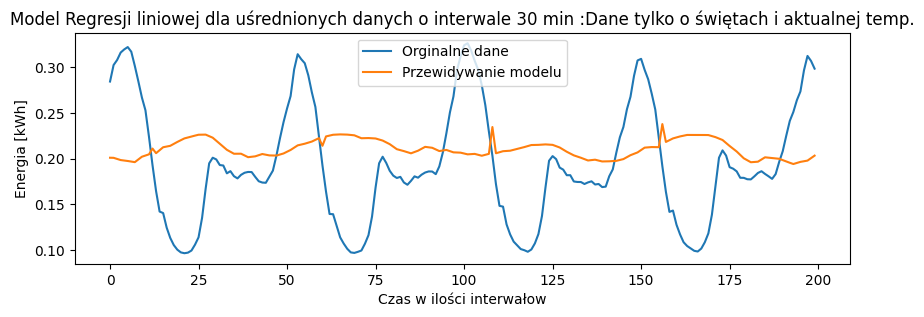 Model Regresji liniowej dla uśrednionych danych o interwale 30 min :Dane tylko o świętach i aktualnej temp.
Orginalne dane
Przewidywanie modelu
Energia [kWh]
0.30
0.25
0.20
0.15
0.10
0 25 50 75 100 125 150 175 200
Czas w ilości interwałow